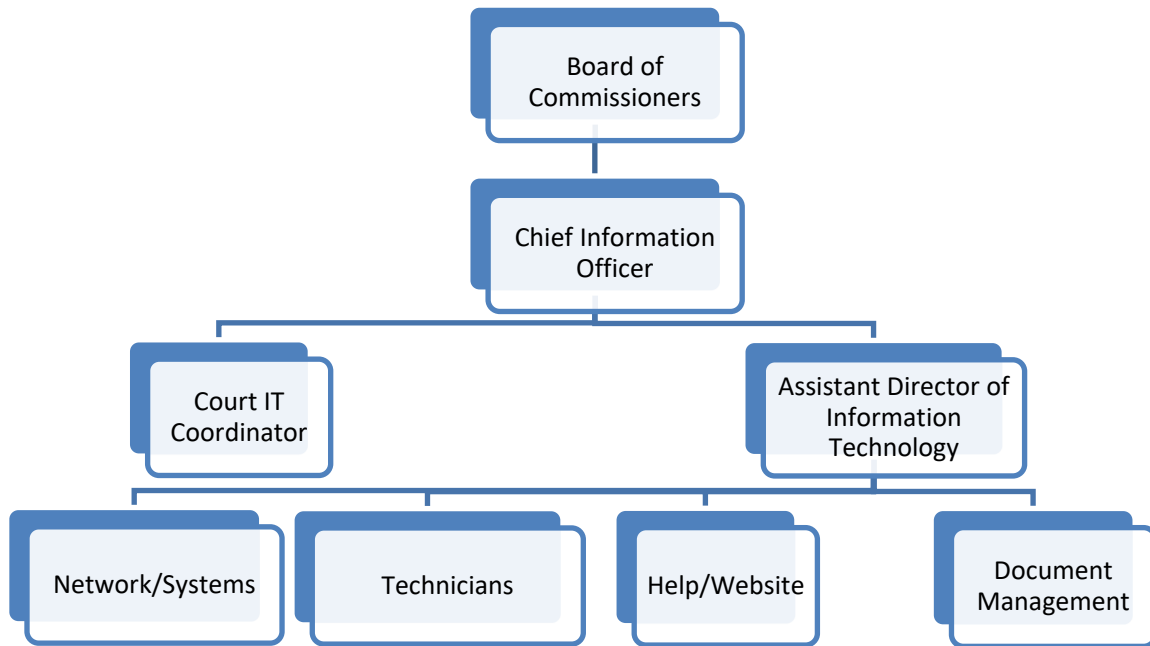 Board of
Commissioners
Chief Information
Officer
Court IT
Coordinator
Assistant Director of
Information
Technology
Network/Systems
Technicians
Help/Website
Document
Management